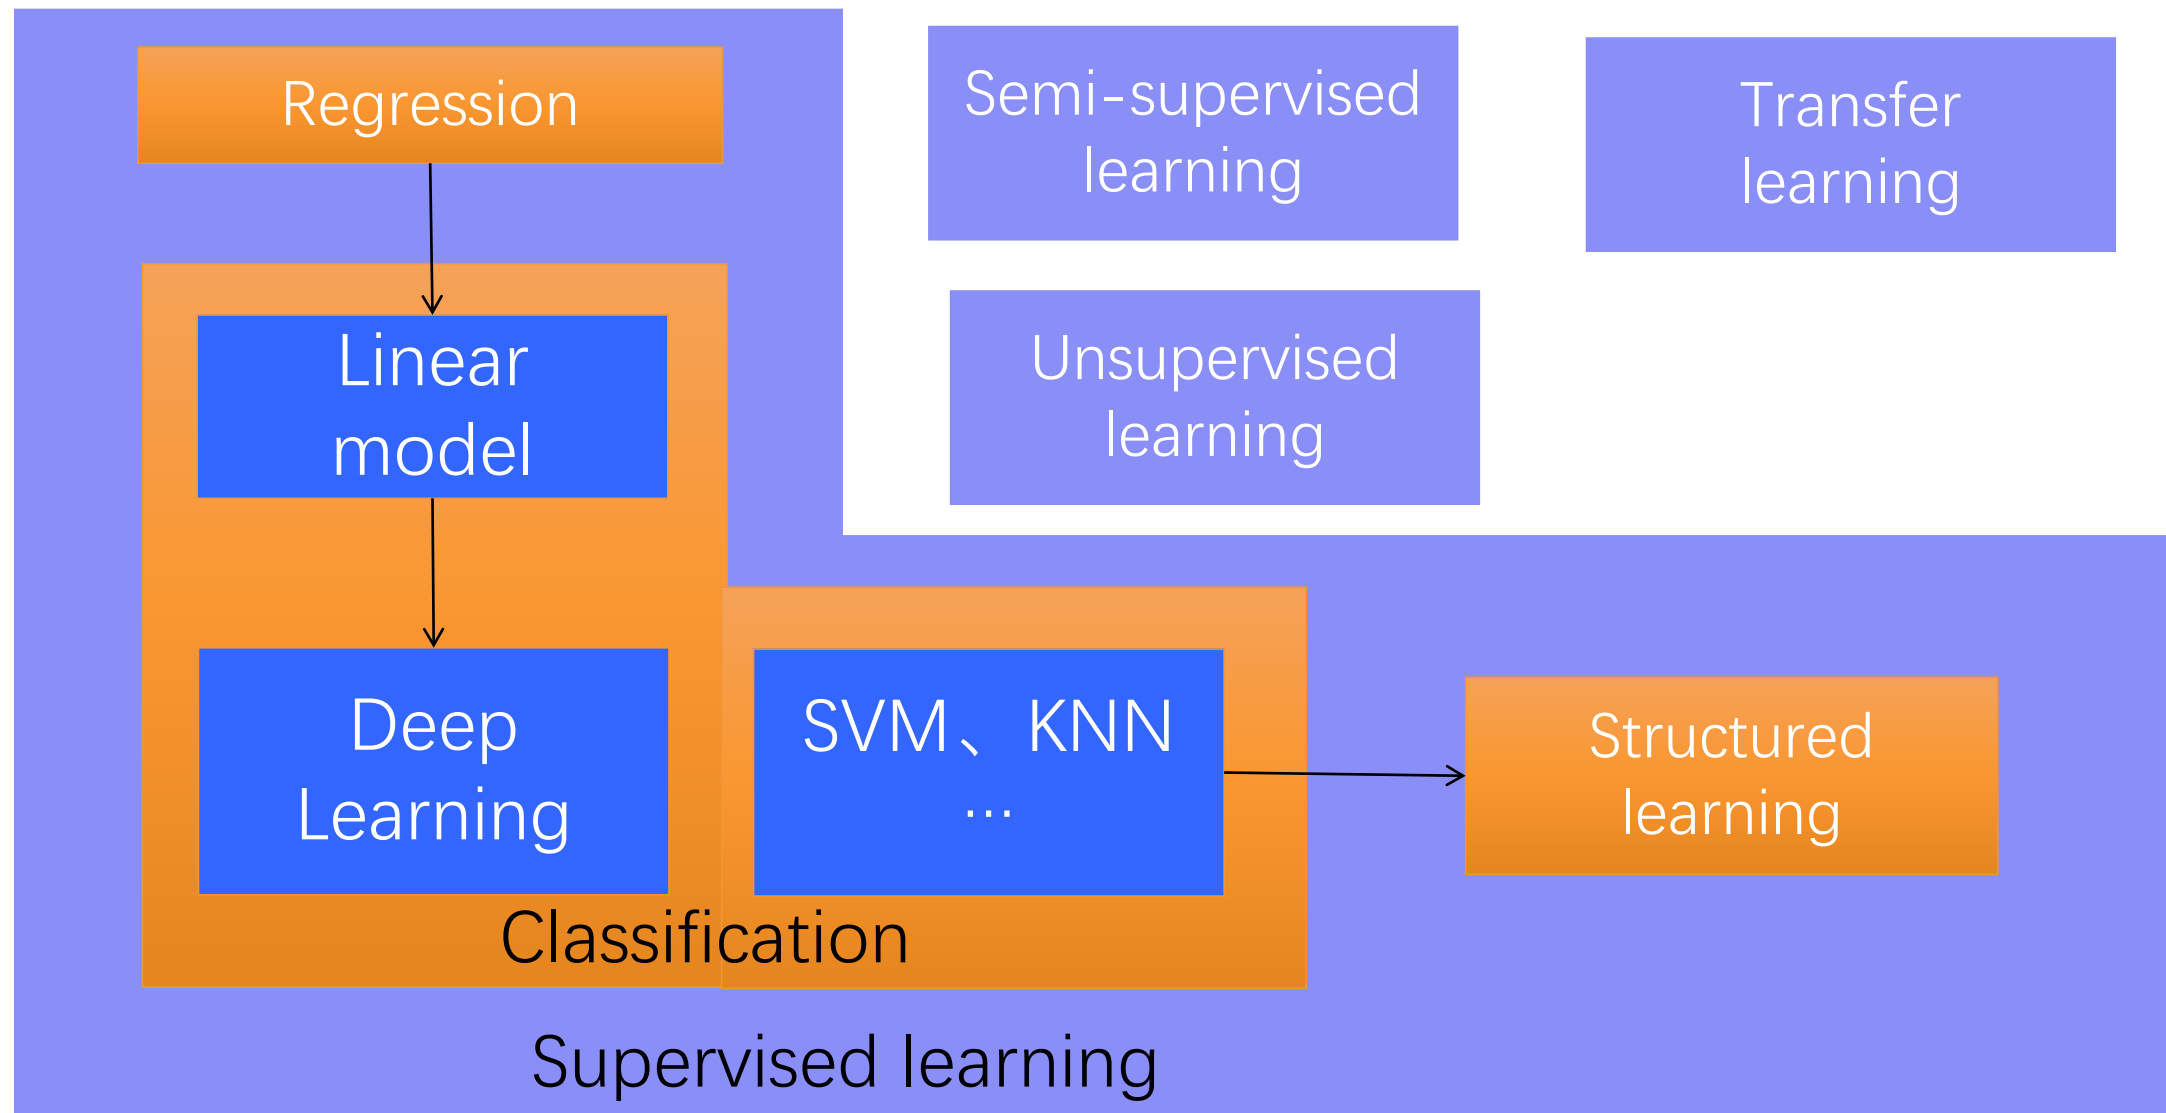 Regression
Semi-supervised
learning
Transfer
learning
Linear
model
Unsupervised
learning
Deep
Learning
SVM、KNN
...
Structured
learning
Classification
Supervised learning